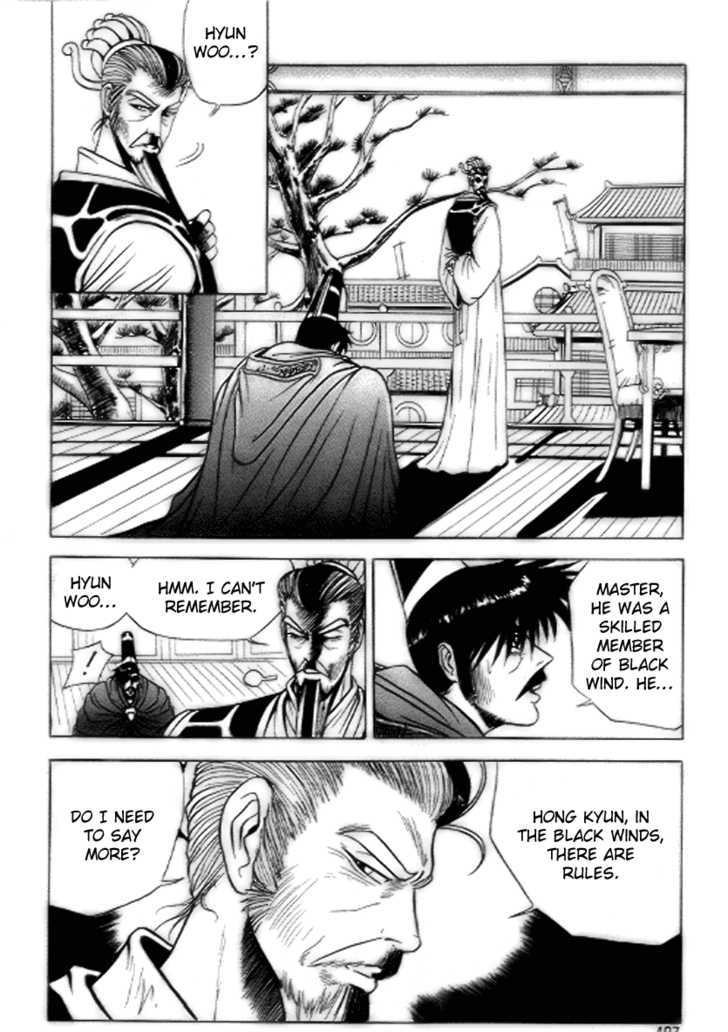 HYUN
WOO...?
MASTER,
HE WAS A
SKILLED
MEMBER
OF BLACK
WIND. HE...
HMM. I CAN'T
REMEMBER.
HYUN
WOO...
!
HONG KYUN, IN
THE BLACK WINDS,
THERE ARE
RULES.
DO I NEED
TO SAY
MORE?